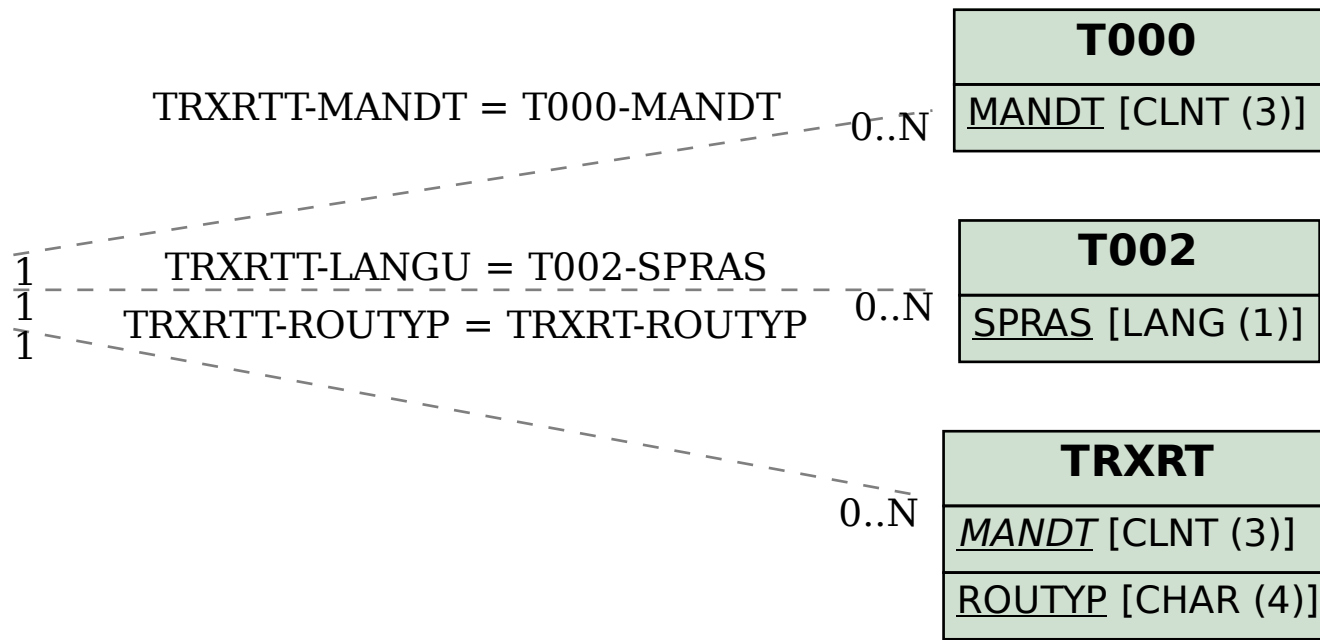 T000
TRXRTT-MANDT = T000-MANDT
0..N
MANDT [CLNT (3)]
T002
1
TRXRTT-LANGU = T002-SPRAS
1
0..N
TRXRTT-ROUTYP = TRXRT-ROUTYP
SPRAS [LANG (1)]
1
TRXRT
0..N
MANDT [CLNT (3)]
ROUTYP [CHAR (4)]